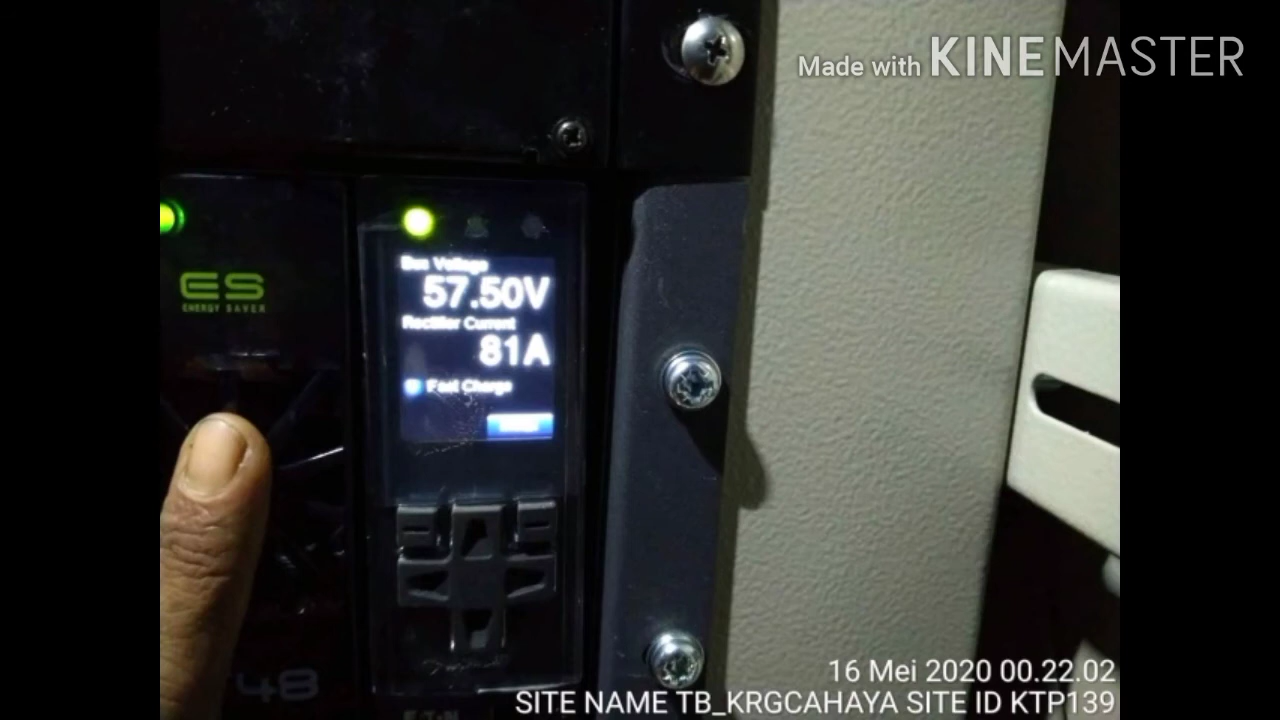 Made with KINEMASTER
ES
ENERGY SAVER
Bus Voltage
57.50V
Rectifier Current
81A
Fast Charge
48
16 Mei 2020 00.22.02
SITE NAME TB_KRGCAHAYA SITE ID KTP139